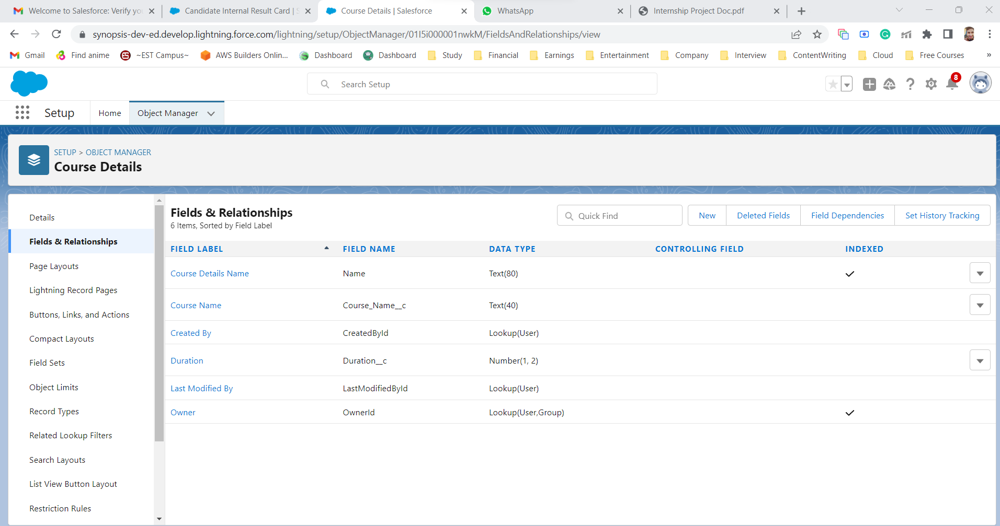 Welcome to Salesforce: Verify yo
Candidate Internal Result Card | S
Course Details | Salesforce
WhatsApp
Internship Project Doc.pdf
synopsis-dev-ed.develop.lightning.force.com/lightning/setup/ObjectManager/01I5i000001nwkM/FieldsAndRelationships/view
Gmail
Find anime
~EST Campus~
AWS Builders Onlin...
Dashboard
Dashboard
Study
Financial
Earnings
Entertainment
Company
Interview
ContentWriting
Cloud
Free Courses
»
Search Setup
8
Setup
Home
Object Manager
SETUP > OBJECT MANAGER
Course Details
Details
Fields & Relationships
Page Layouts
Lightning Record Pages
Buttons, Links, and Actions
Compact Layouts
Field Sets
Object Limits
Record Types
Related Lookup Filters
Search Layouts
List View Button Layout
Restriction Rules
Fields & Relationships
6 Items, Sorted by Field Label
Quick Find
New
Deleted Fields
Field Dependencies
Set History Tracking
FIELD LABEL FIELD NAME DATA TYPE CONTROLLING FIELD INDEXED
Course Details Name Name Text(80)
Course Name Course_Name__c Text(40)
Created By CreatedById Lookup(User)
Duration Duration__c Number(1, 2)
Last Modified By LastModifiedById Lookup(User)
Owner OwnerId Lookup(User,Group)